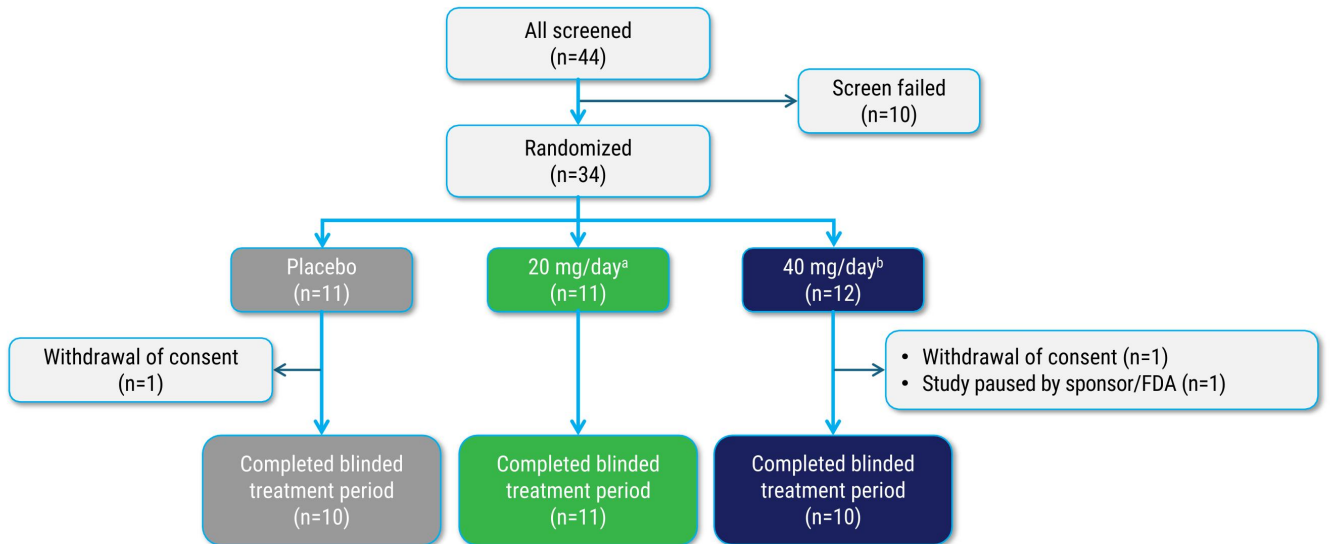 All screened
(n=44)
Screen failed
(n=10)
Randomized
(n=34)
Placebo
(n=11)
20 mg/dayᵃ
(n=11)
40 mg/dayᵇ
(n=12)
Withdrawal of consent
(n=1)
• Withdrawal of consent (n=1)
• Study paused by sponsor/FDA (n=1)
Completed blinded
treatment period
(n=10)
Completed blinded
treatment period
(n=11)
Completed blinded
treatment period
(n=10)